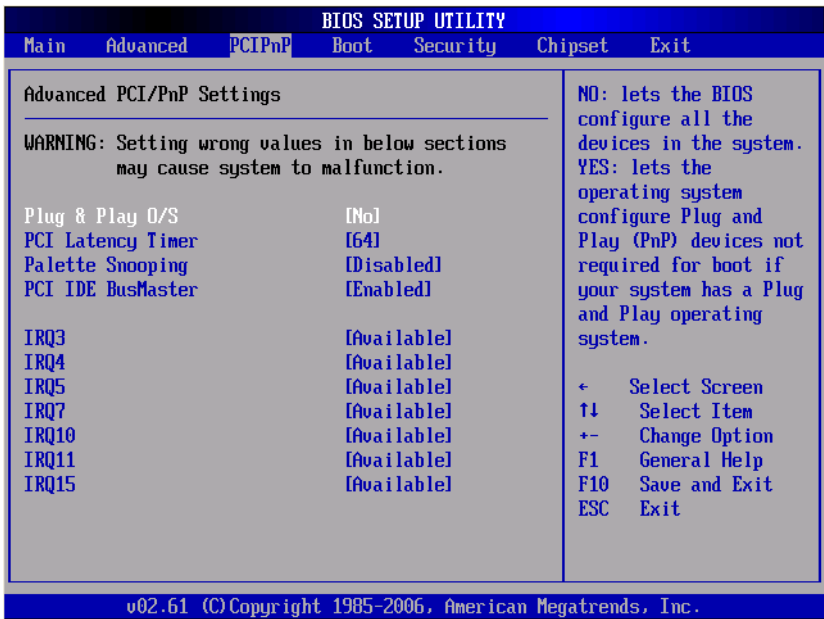 BIOS SETUP UTILITY
Main Advanced PCIPnP Boot Security Chipset Exit
Advanced PCI/PnP Settings
WARNING: Setting wrong values in below sections
may cause system to malfunction.
Plug & Play O/S [No]
PCI Latency Timer [64]
Palette Snooping [Disabled]
PCI IDE BusMaster [Enabled]
IRQ3 [Available]
IRQ4 [Available]
IRQ5 [Available]
IRQ7 [Available]
IRQ10 [Available]
IRQ11 [Available]
IRQ15 [Available]
NO: lets the BIOS
configure all the
devices in the system.
YES: lets the
operating system
configure Plug and
Play (PnP) devices not
required for boot if
your system has a Plug
and Play operating
system.
← Select Screen
↑↓ Select Item
+- Change Option
F1 General Help
F10 Save and Exit
ESC Exit
v02.61 (C)Copyright 1985-2006, American Megatrends, Inc.